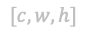 [c, w, h]